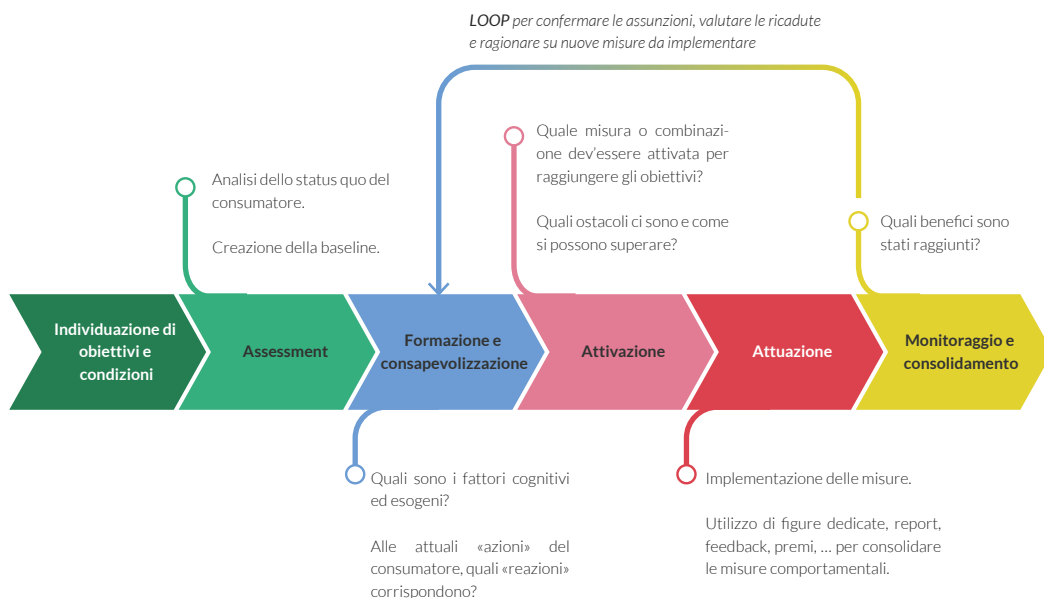 LOOP per confermare le assunzioni, valutare le ricadute
e ragionare su nuove misure da implementare
Quale misura o combinazi-
one dev'essere attivata per
raggiungere gli obiettivi?
Quali ostacoli ci sono e come
si possono superare?
Analisi dello status quo del
consumatore.
Creazione della baseline.
Quali benefici sono
stati raggiunti?
Individuazione di
obiettivi e
condizioni
Assessment
Formazione e
consapevolizzazione
Attivazione
Attuazione
Monitoraggio e
consolidamento
Quali sono i fattori cognitivi
ed esogeni?
Alle attuali «azioni» del
consumatore, quali «reazioni»
corrispondono?
Implementazione delle misure.
Utilizzo di figure dedicate, report,
feedback, premi, ... per consolidare
le misure comportamentali.